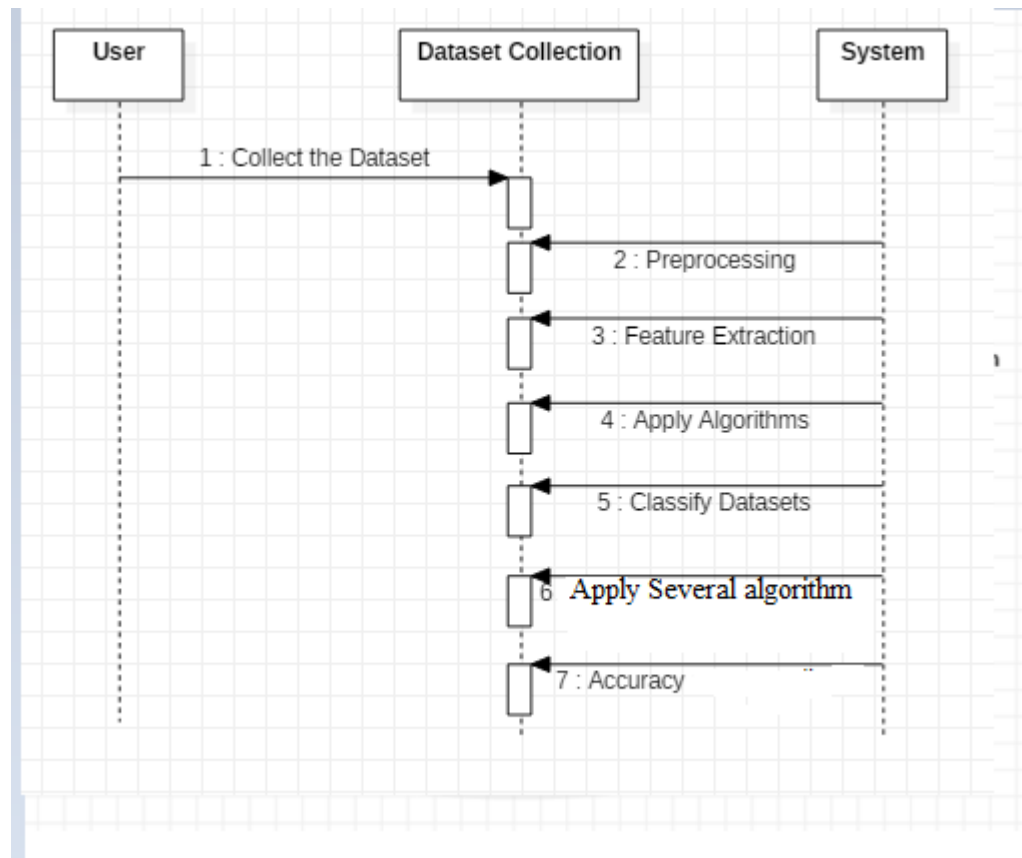 User
Dataset Collection
System
1 : Collect the Dataset
2 : Preprocessing
3 : Feature Extraction
4 : Apply Algorithms
5 : Classify Datasets
6 Apply Several algorithm
7 : Accuracy